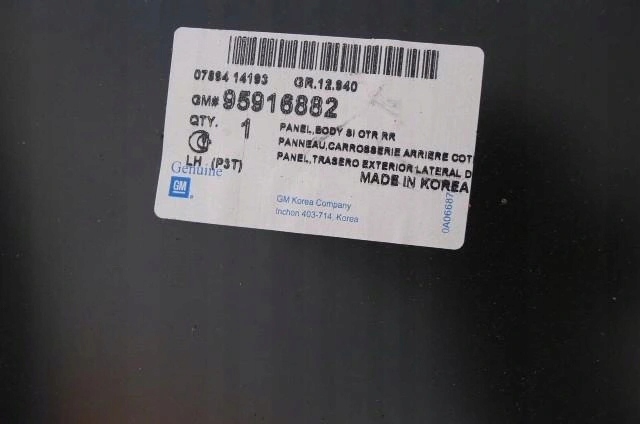 07894 14193 GR.12.940
GM# 95916882
QTY. 1
PANEL,BODY SI OTR RR
PANNEAU,CARROSSERIE ARRIERE COT
PANEL,TRASERO EXTERIOR LATERAL D
LH (P3T)
MADE IN KOREA
Genuine
GM
GM Korea Company
Inchon 403-714, Korea
0A06687